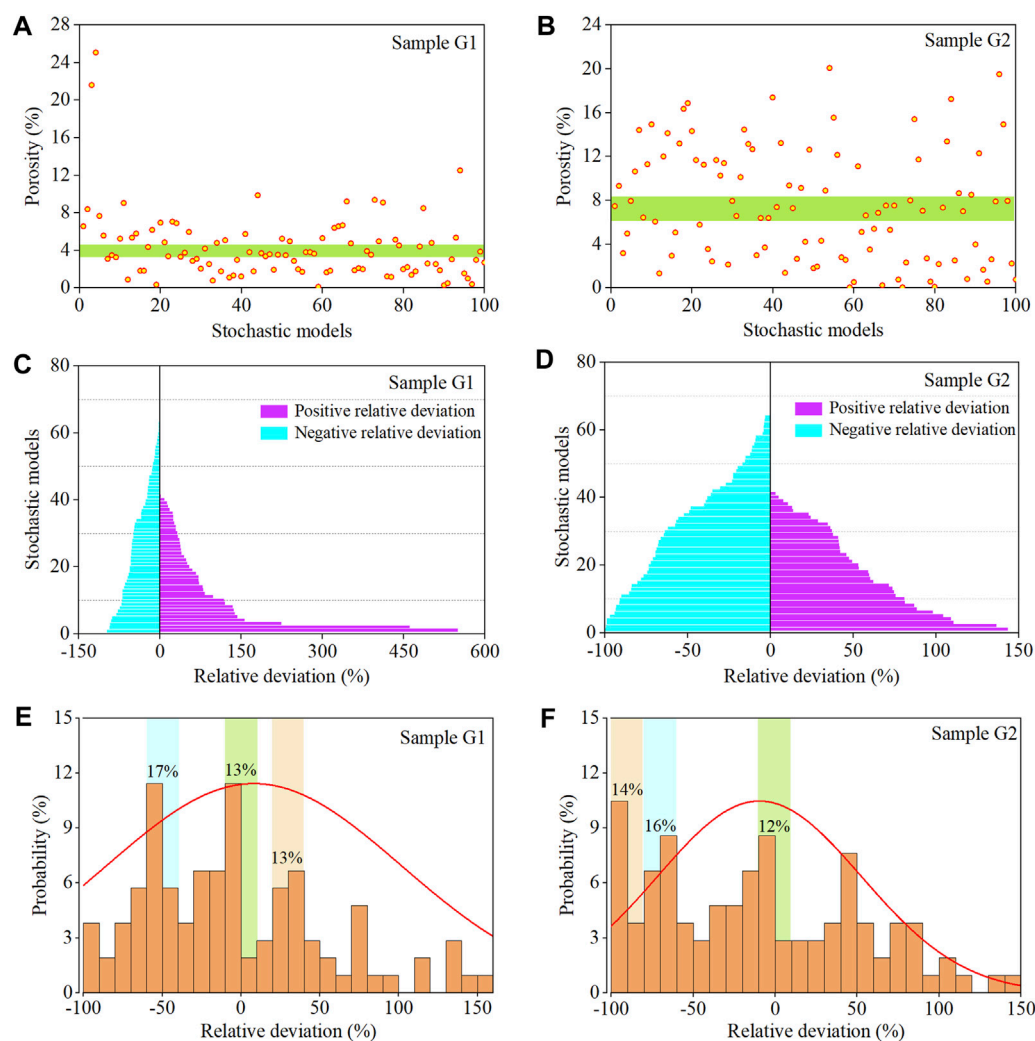 A
Sample G1
28
24
20
16
12
8
4
0
Porosity (%)
0 20 40 60 80 100
Stochastic models
B
Sample G2
24
20
16
12
8
4
0
Porostiy (%)
0 20 40 60 80 100
Stochastic models
C
Sample G1
Positive relative deviation
Negative relative deviation
80
60
40
20
0
Stochastic models
-150 0 150 300 450 600
Relative deviation (%)
D
Sample G2
Positive relative deviation
Negative relative deviation
80
60
40
20
0
Stochastic models
-100 -50 0 50 100 150
Relative deviation (%)
E
Sample G1
15
12
9
6
3
0
Probability (%)
17%
13%
13%
-100 -50 0 50 100 150
Relative deviation (%)
F
Sample G2
15
12
9
6
3
0
Probability (%)
14%
16%
12%
-100 -50 0 50 100 150
Relative deviation (%)